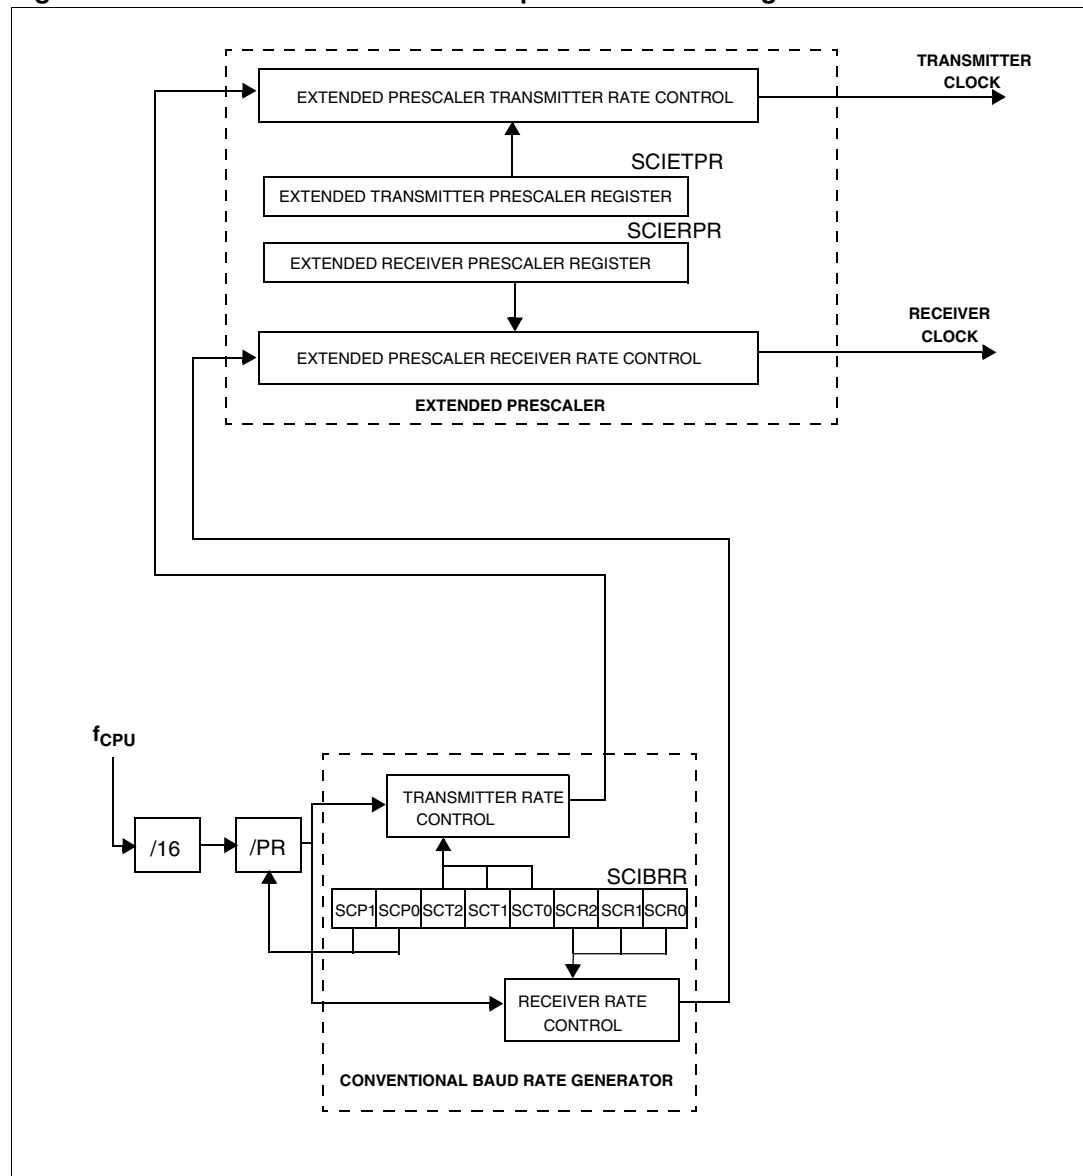 TRANSMITTER
CLOCK
EXTENDED PRESCALER TRANSMITTER RATE CONTROL
SCIETPR
EXTENDED TRANSMITTER PRESCALER REGISTER
SCIERPR
EXTENDED RECEIVER PRESCALER REGISTER
RECEIVER
CLOCK
EXTENDED PRESCALER RECEIVER RATE CONTROL
EXTENDED PRESCALER
fCPU
TRANSMITTER RATE
CONTROL
/16
/PR
SCIBRR
SCP1 SCP0 SCT2 SCT1 SCT0 SCR2 SCR1 SCR0
RECEIVER RATE
CONTROL
CONVENTIONAL BAUD RATE GENERATOR